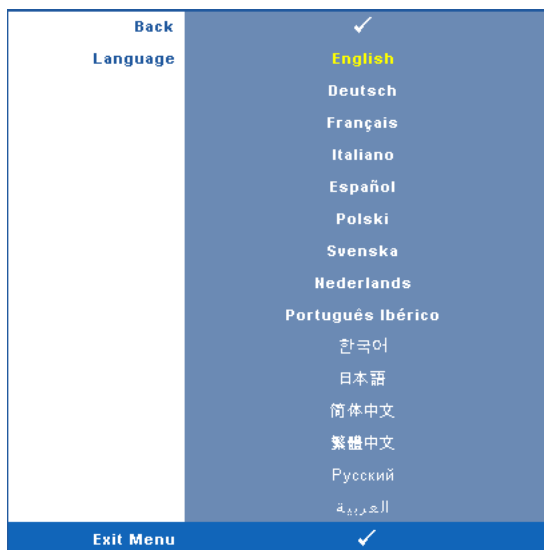 Back ✓
Language English
Deutsch
Français
Italiano
Español
Polski
Svenska
Nederlands
Português Ibérico
한국어
日本語
简体中文
繁體中文
Русский
العربية
Exit Menu ✓